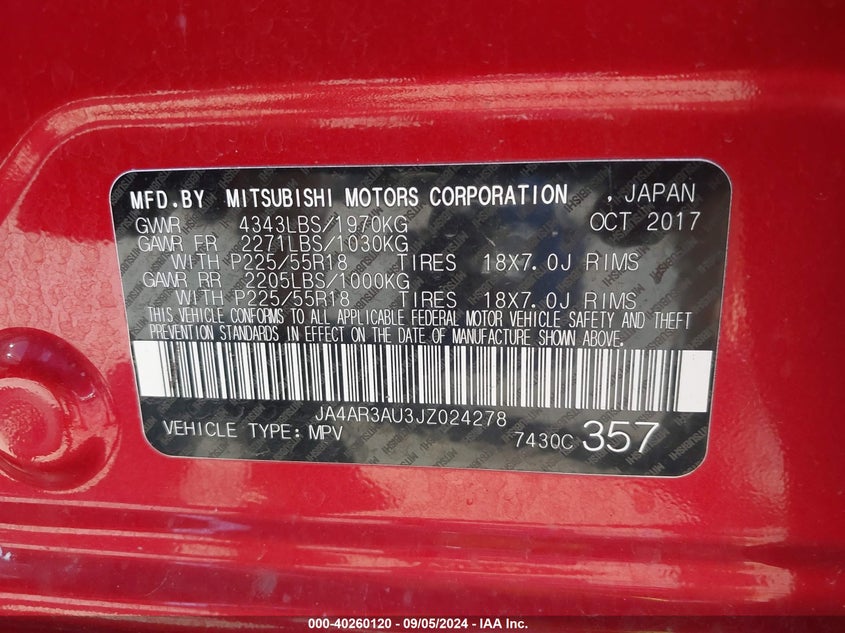 MFD.BY MITSUBISHI MOTORS CORPORATION , JAPAN
GWWR 4343LBS/1970KG OCT 2017
GAWR FR 2271LBS/1030KG
WITH P225/55R18 TIRES 18X7.0J RIMS
GAWR RR 2205LBS/1000KG
WITH P225/55R18 TIRES 18X7.0J RIMS
THIS VEHICLE CONFORMS TO ALL APPLICABLE FEDERAL MOTOR VEHICLE SAFETY AND THEFT
PREVENTION STANDARDS IN EFFECT ON THE DATE OF MANUFACTURE SHOWN ABOVE.
JA4AR3AU3JZ024278
VEHICLE TYPE: MPV 7430C 357
000-40260120 - 09/05/2024 - IAA Inc.